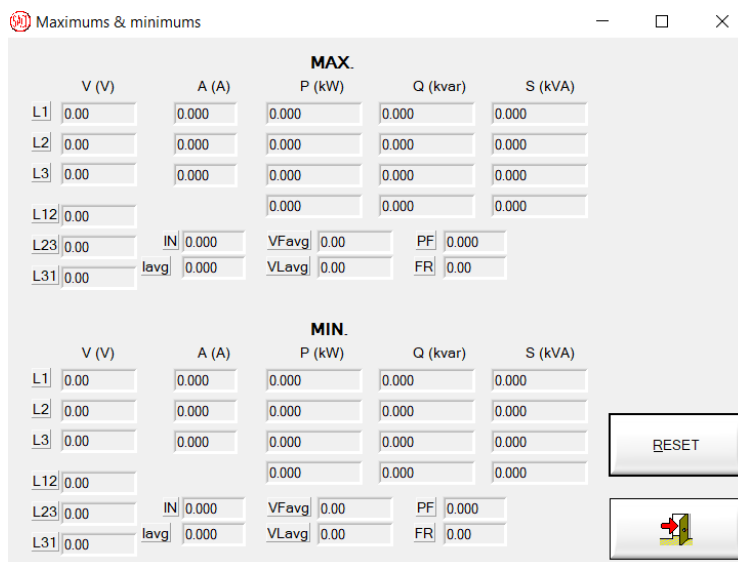 SACI Maximums & minimums
MAX.
V (V) A (A) P (kW) Q (kvar) S (kVA)
L1 0.00 0.000 0.000 0.000 0.000
L2 0.00 0.000 0.000 0.000 0.000
L3 0.00 0.000 0.000 0.000 0.000
0.000 0.000 0.000
L12 0.00
L23 0.00 IN 0.000 VFavg 0.00 PF 0.000
L31 0.00 Iavg 0.000 VLavg 0.00 FR 0.00
MIN.
V (V) A (A) P (kW) Q (kvar) S (kVA)
L1 0.00 0.000 0.000 0.000 0.000
L2 0.00 0.000 0.000 0.000 0.000
L3 0.00 0.000 0.000 0.000 0.000
0.000 0.000 0.000
L12 0.00
L23 0.00 IN 0.000 VFavg 0.00 PF 0.000
L31 0.00 Iavg 0.000 VLavg 0.00 FR 0.00
RESET